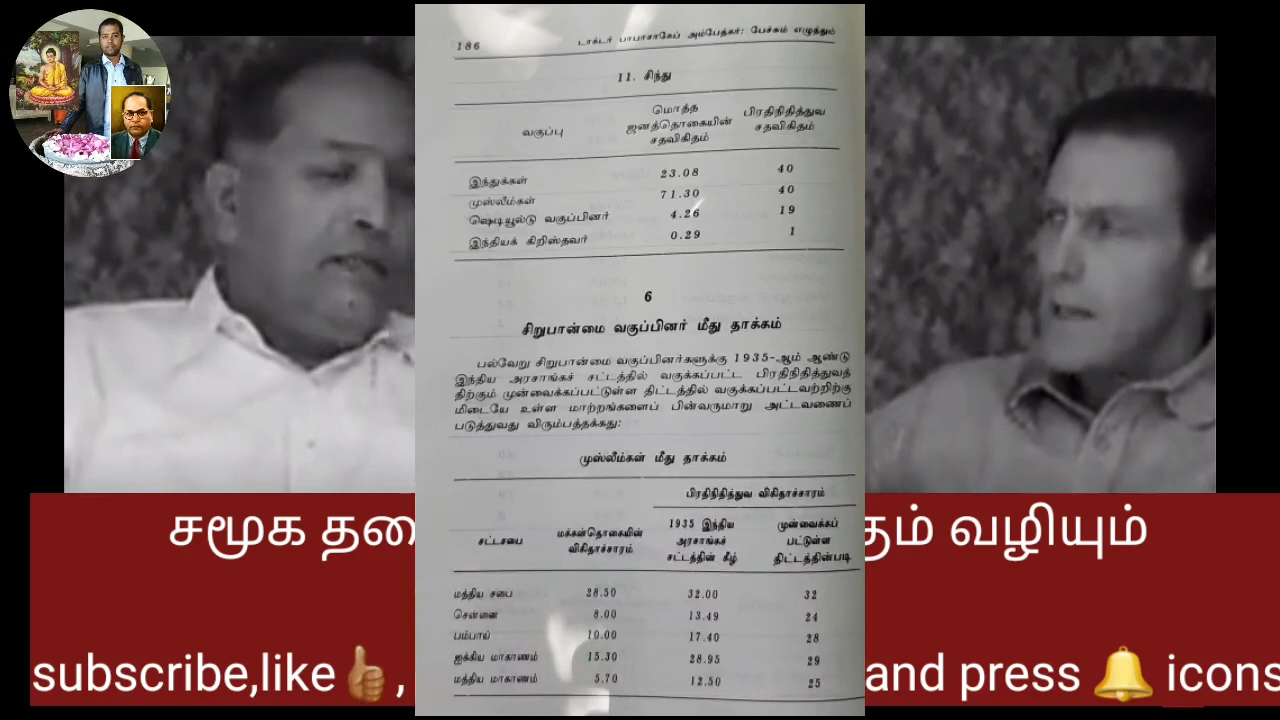 186
டாக்டர் பாபாசாகேப் அம்பேத்கர்: பேச்சும் எழுத்தும்
11. சிந்து
வகுப்பு
மொத்த ஜனத்தொகையின் சதவிகிதம்
பிரதிநிதித்துவ சதவிகிதம்
இந்துக்கள் 23.08 40
முஸ்லீம்கள் 71.30 40
ஷெடியூல்டு வகுப்பினர் 4.26 19
இந்தியக் கிறிஸ்தவர் 0.29 1
6
சிறுபான்மை வகுப்பினர் மீது தாக்கம்
பல்வேறு சிறுபான்மை வகுப்பினர்களுக்கு 1935-ஆம் ஆண்டு
இந்திய அரசாங்கச் சட்டத்தில் வகுக்கப்பட்ட பிரதிநிதித்துவத்
திற்கும் முன்வைக்கப்பட்டுள்ள திட்டத்தில் வகுக்கப்பட்டவற்றிற்கு
மிடையே உள்ள மாற்றங்களைப் பின்வருமாறு அட்டவணைப்
படுத்துவது விரும்பத்தக்கது:
முஸ்லீம்கள் மீது தாக்கம்
பிரதிநிதித்துவ விகிதாச்சாரம்
சட்டசபை
மக்கள்தொகையின் விகிதாச்சாரம்
1935 இந்திய அரசாங்கச் சட்டத்தின் கீழ்
முன்வைக்கப் பட்டுள்ள திட்டத்தின்படி
மத்திய சபை 28.50 32.00 32
சென்னை 8.00 13.49 24
பம்பாய் 10.00 17.40 28
ஐக்கிய மாகாணம் 15.30 28.95 29
மத்திய மாகாணம் 5.70 12.50 25
சமூக வழியும்
subscribe,like👍, and press 🔔 icons